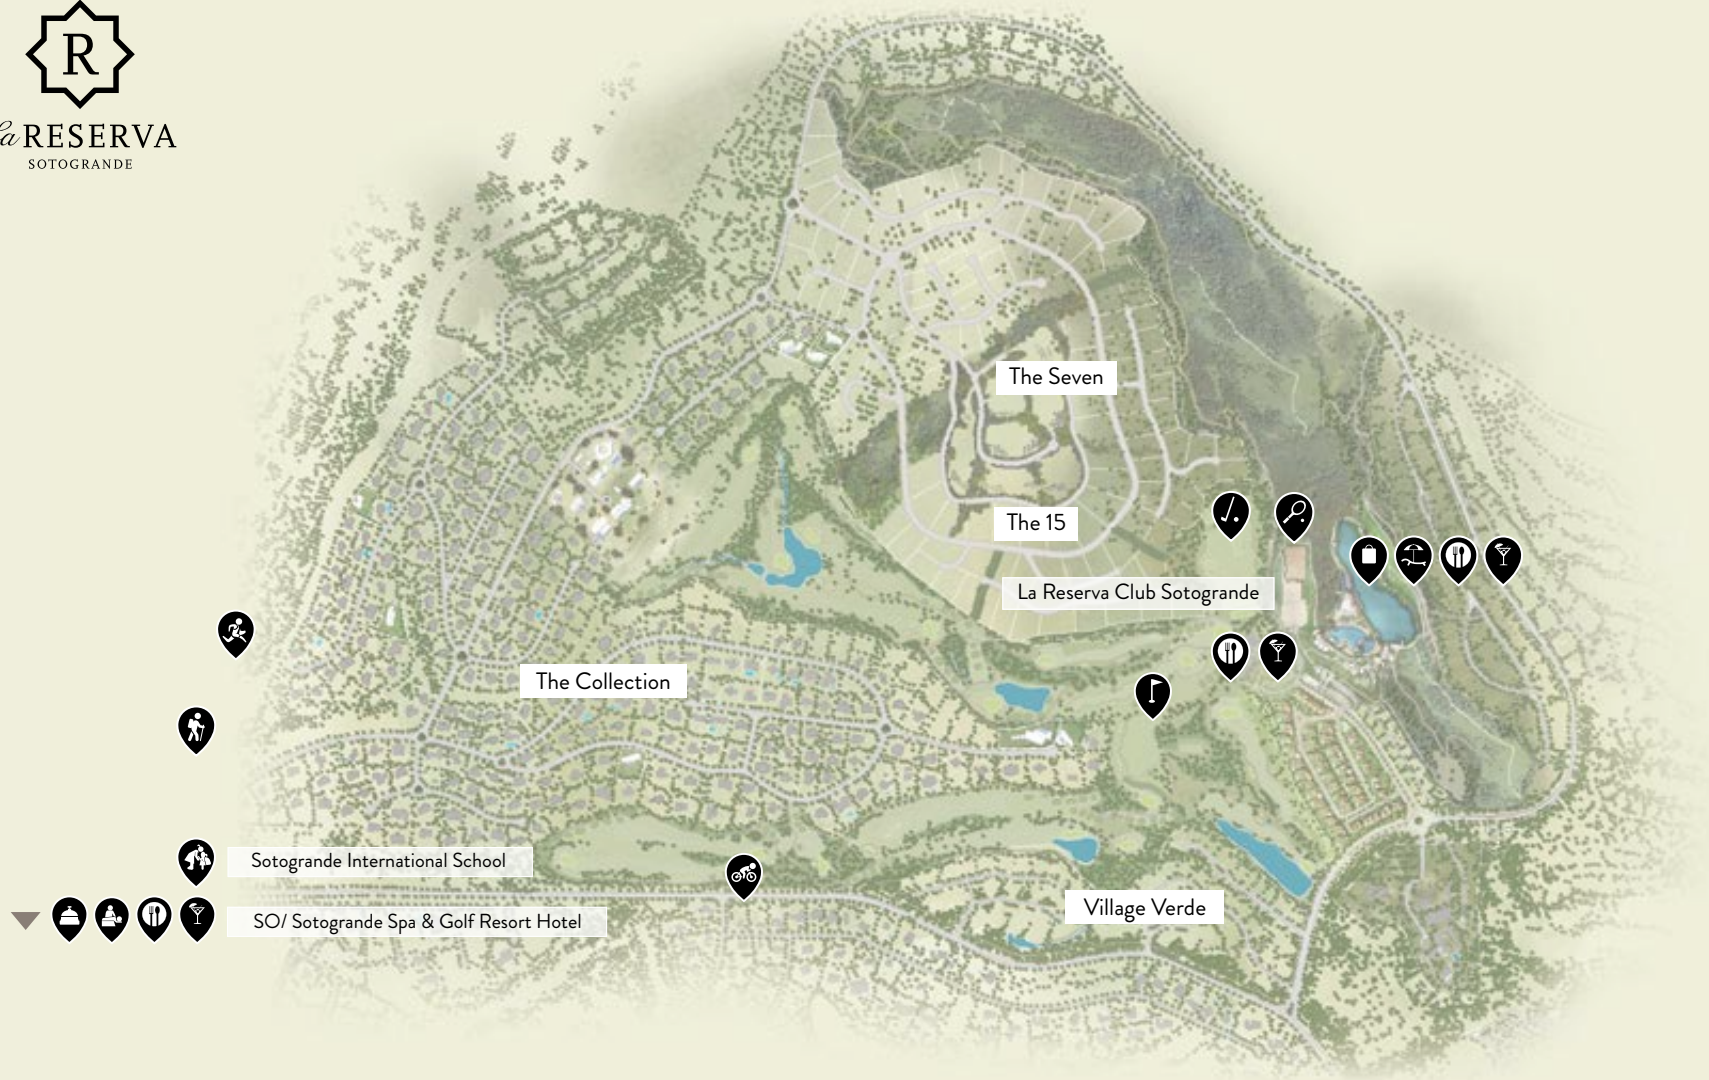 R
la RESERVA
SOTOGRANDE
The Seven
The 15
La Reserva Club Sotogrande
The Collection
Sotogrande International School
SO/ Sotogrande Spa & Golf Resort Hotel
Village Verde